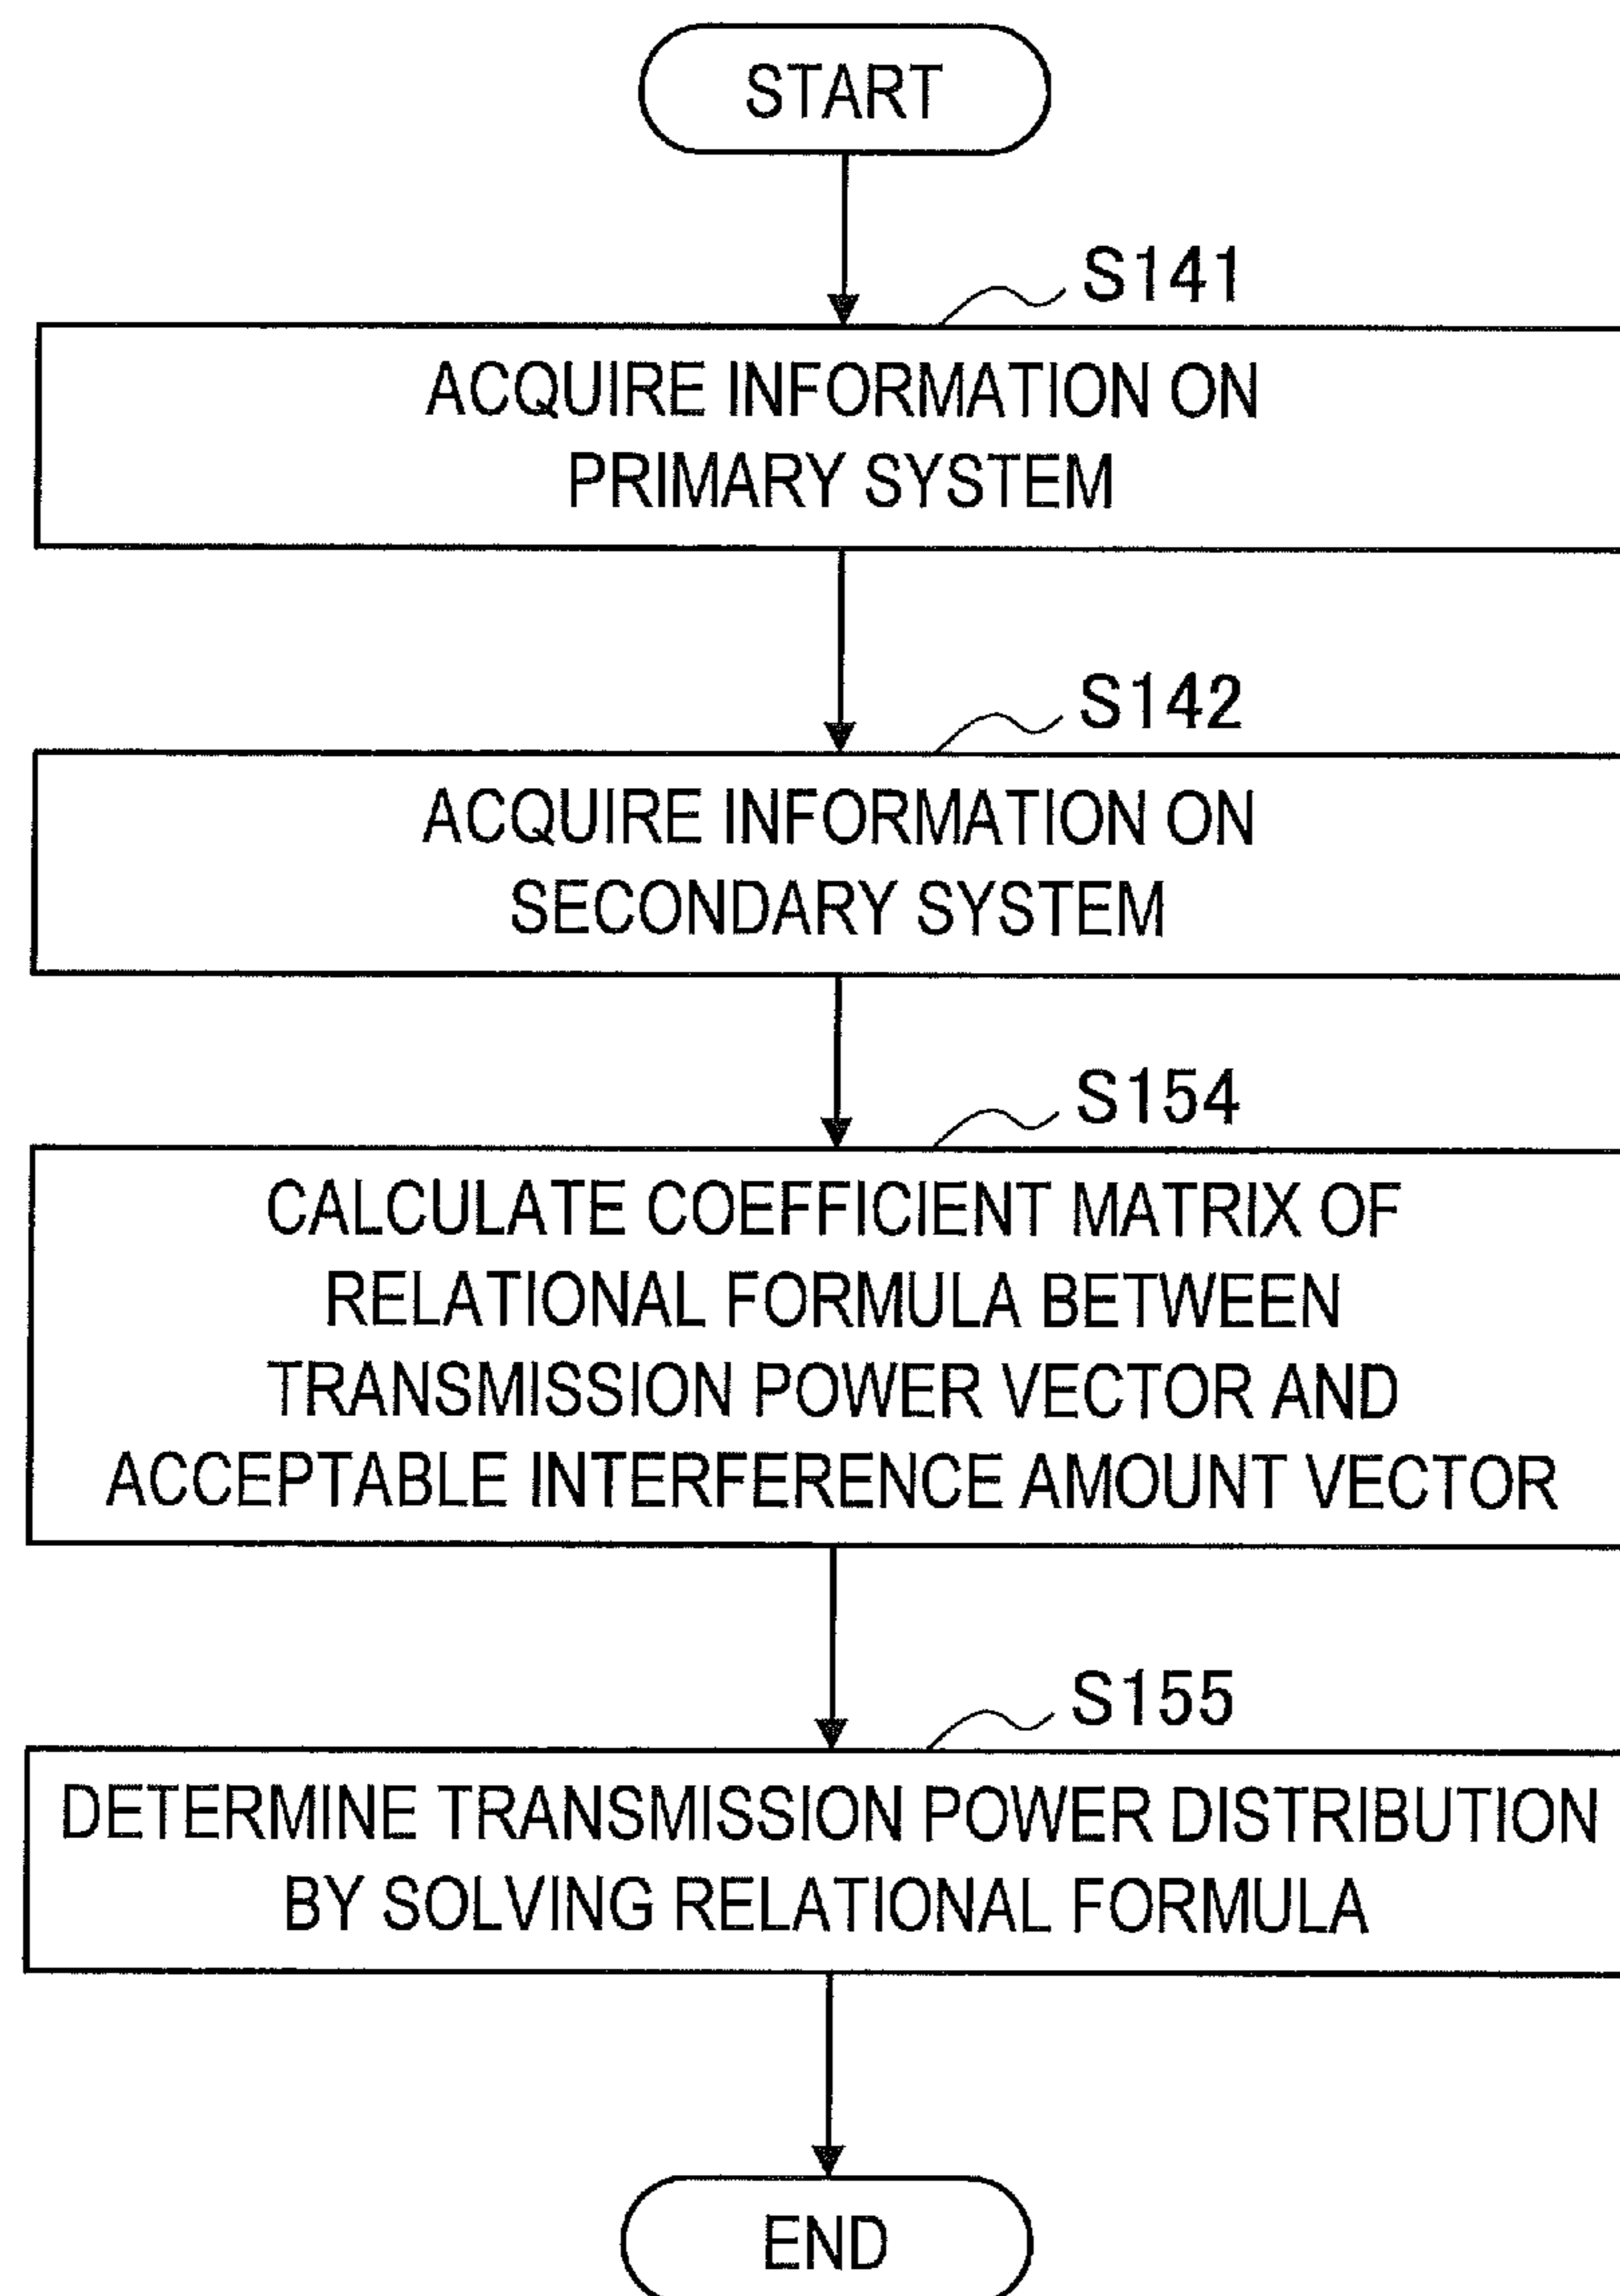 START
S141
ACQUIRE INFORMATION ON
PRIMARY SYSTEM
S142
ACQUIRE INFORMATION ON
SECONDARY SYSTEM
S154
CALCULATE COEFFICIENT MATRIX OF
RELATIONAL FORMULA BETWEEN
TRANSMISSION POWER VECTOR AND
ACCEPTABLE INTERFERENCE AMOUNT VECTOR
S155
DETERMINE TRANSMISSION POWER DISTRIBUTION
BY SOLVING RELATIONAL FORMULA
END